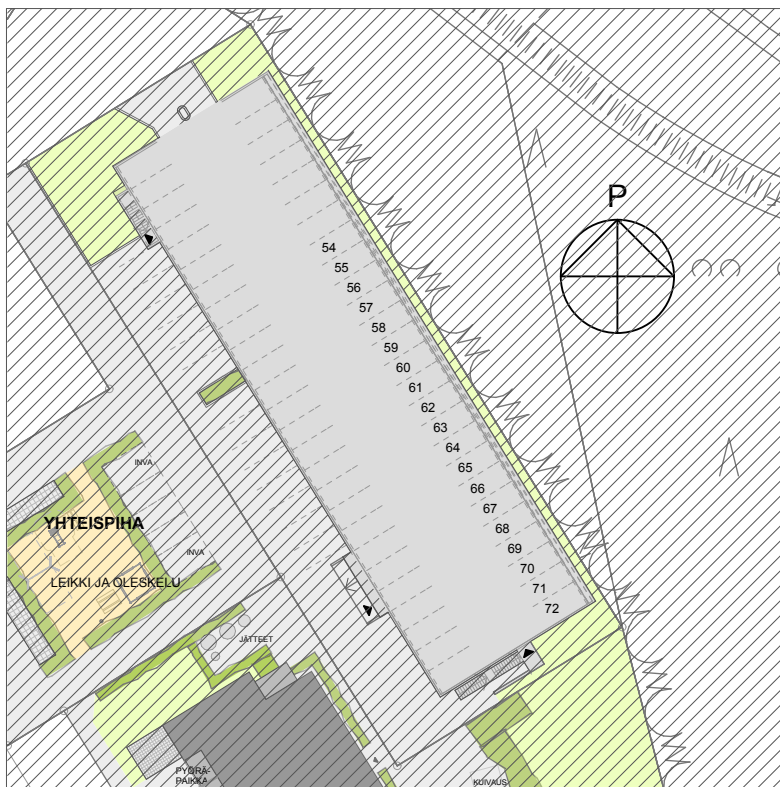 P
54
55
56
57
58
59
60
61
62
63
64
65
66
67
68
69
70
71
72
INVA
YHTEISPIHA
INVA
LEIKKI JA OLESKELU
JÄTTEET
PYÖRÄ-
PAIKKA
KUIVAUS